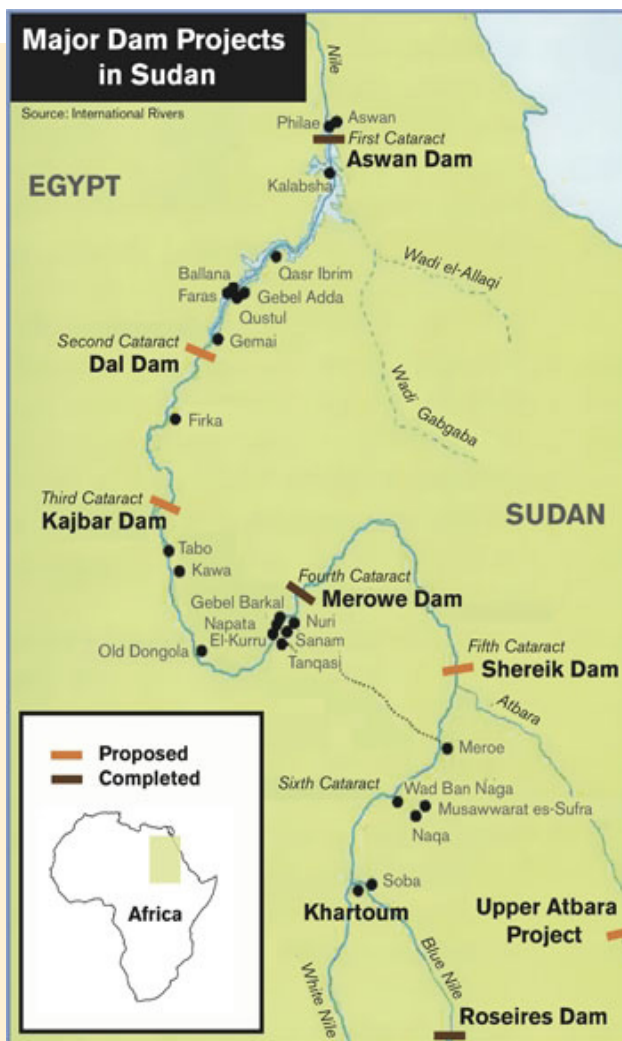 Major Dam Projects
in Sudan
Source: International Rivers
Nile
Aswan
Philae
First Cataract
Aswan Dam
Kalabsha
EGYPT
Wadi el-Allaqi
Qasr Ibrim
Ballana
Faras
Gebel Adda
Qustul
Second Cataract
Gemai
Dal Dam
Wadi
Gabgaba
Firka
Third Cataract
Kajbar Dam
SUDAN
Tabo
Kawa
Fourth Cataract
Merowe Dam
Gebel Barkal
Napata
Nuri
El-Kurru
Sanam
Old Dongola
Tanqasi
Fifth Cataract
Shereik Dam
Atbara
Meroe
Proposed
Completed
Sixth Cataract
Wad Ban Naga
Musawwarat es-Sufra
Naqa
Soba
Khartoum
Africa
Upper Atbara
Project
Blue Nile
White Nile
Roseires Dam